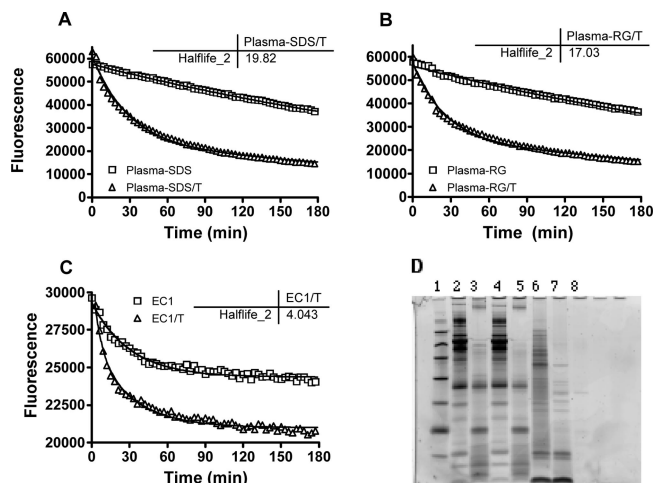 A
Plasma-SDS/T
Halflife_2 19.82
60000
50000
40000
30000
20000
10000
0
Fluorescence
Plasma-SDS
Plasma-SDS/T
0 30 60 90 120 150 180
Time (min)
B
Plasma-RG/T
Halflife_2 17.03
60000
50000
40000
30000
20000
10000
0
Plasma-RG
Plasma-RG/T
0 30 60 90 120 150 180
Time (min)
C
EC1/T
Halflife_2 4.043
30000
27500
25000
22500
20000
Fluorescence
EC1
EC1/T
0 30 60 90 120 150 180
Time (min)
D
1 2 3 4 5 6 7 8